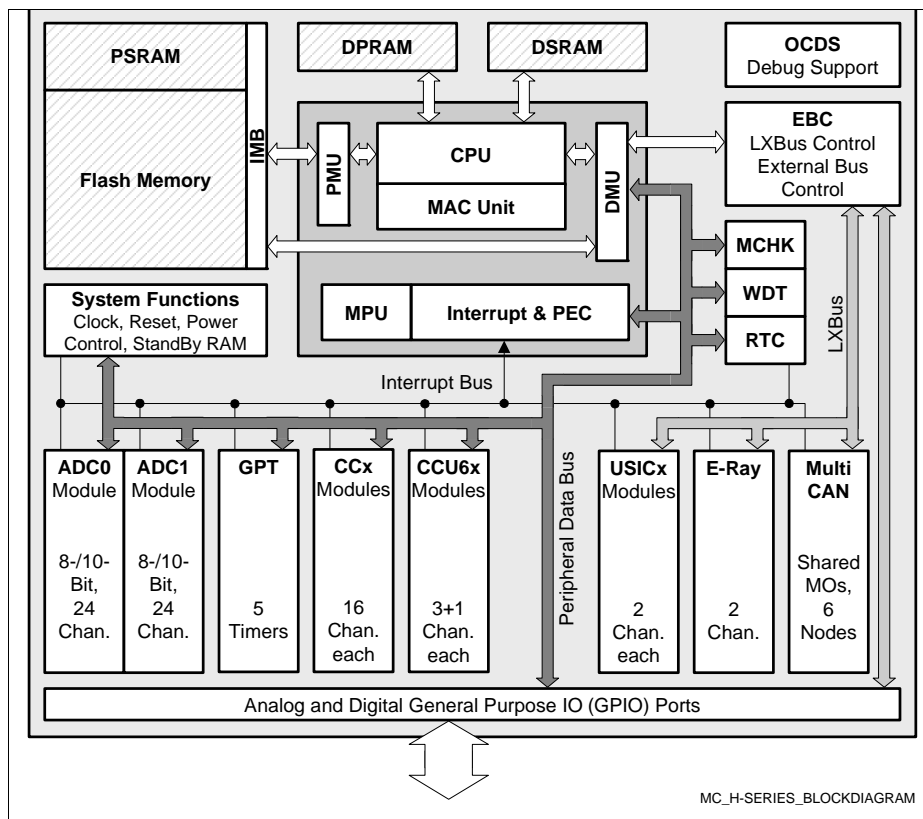 PSRAM
Flash Memory
IMB
DPRAM
DSRAM
OCDS
Debug Support
PMU
CPU
MAC Unit
DMU
EBC
LXBus Control
External Bus
Control
MCHK
WDT
RTC
LXBus
System Functions
Clock, Reset, Power
Control, StandBy RAM
MPU
Interrupt & PEC
Interrupt Bus
Peripheral Data Bus
ADC0
Module
8-/10-
Bit,
24
Chan.
ADC1
Module
8-/10-
Bit,
24
Chan.
GPT
5
Timers
CCx
Modules
16
Chan.
each
CCU6x
Modules
3+1
Chan.
each
USICx
Modules
2
Chan.
each
E-Ray
2
Chan.
Multi
CAN
Shared
MOs,
6
Nodes
Analog and Digital General Purpose IO (GPIO) Ports
MC_H-SERIES_BLOCKDIAGRAM